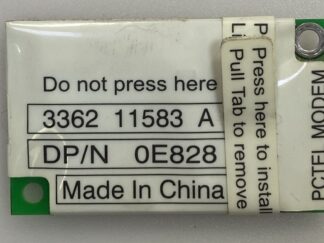 Do not press here
3362 11583 A
DP/N 0E828
Made In China
Press here to install
Pull Tab to remove
PCTEL MODEM